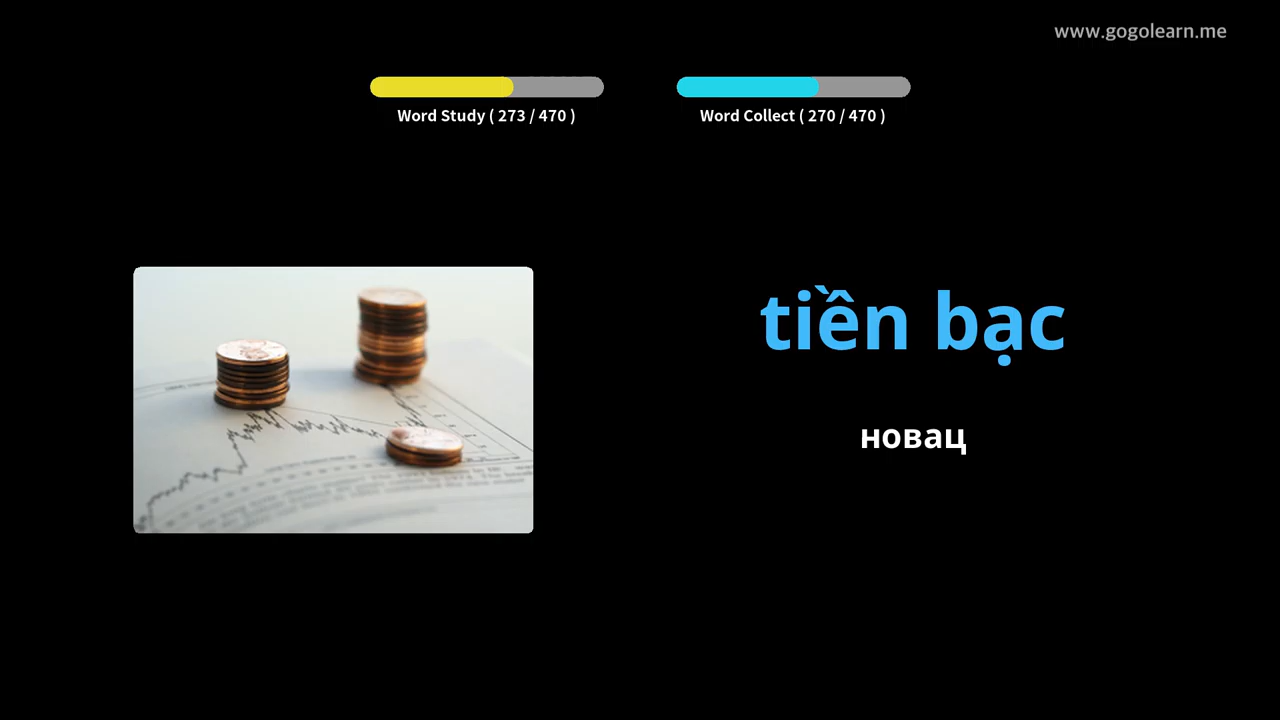 www.gogolearn.me
Word Study ( 273 / 470 )
Word Collect ( 270 / 470 )
tiền bạc
новац